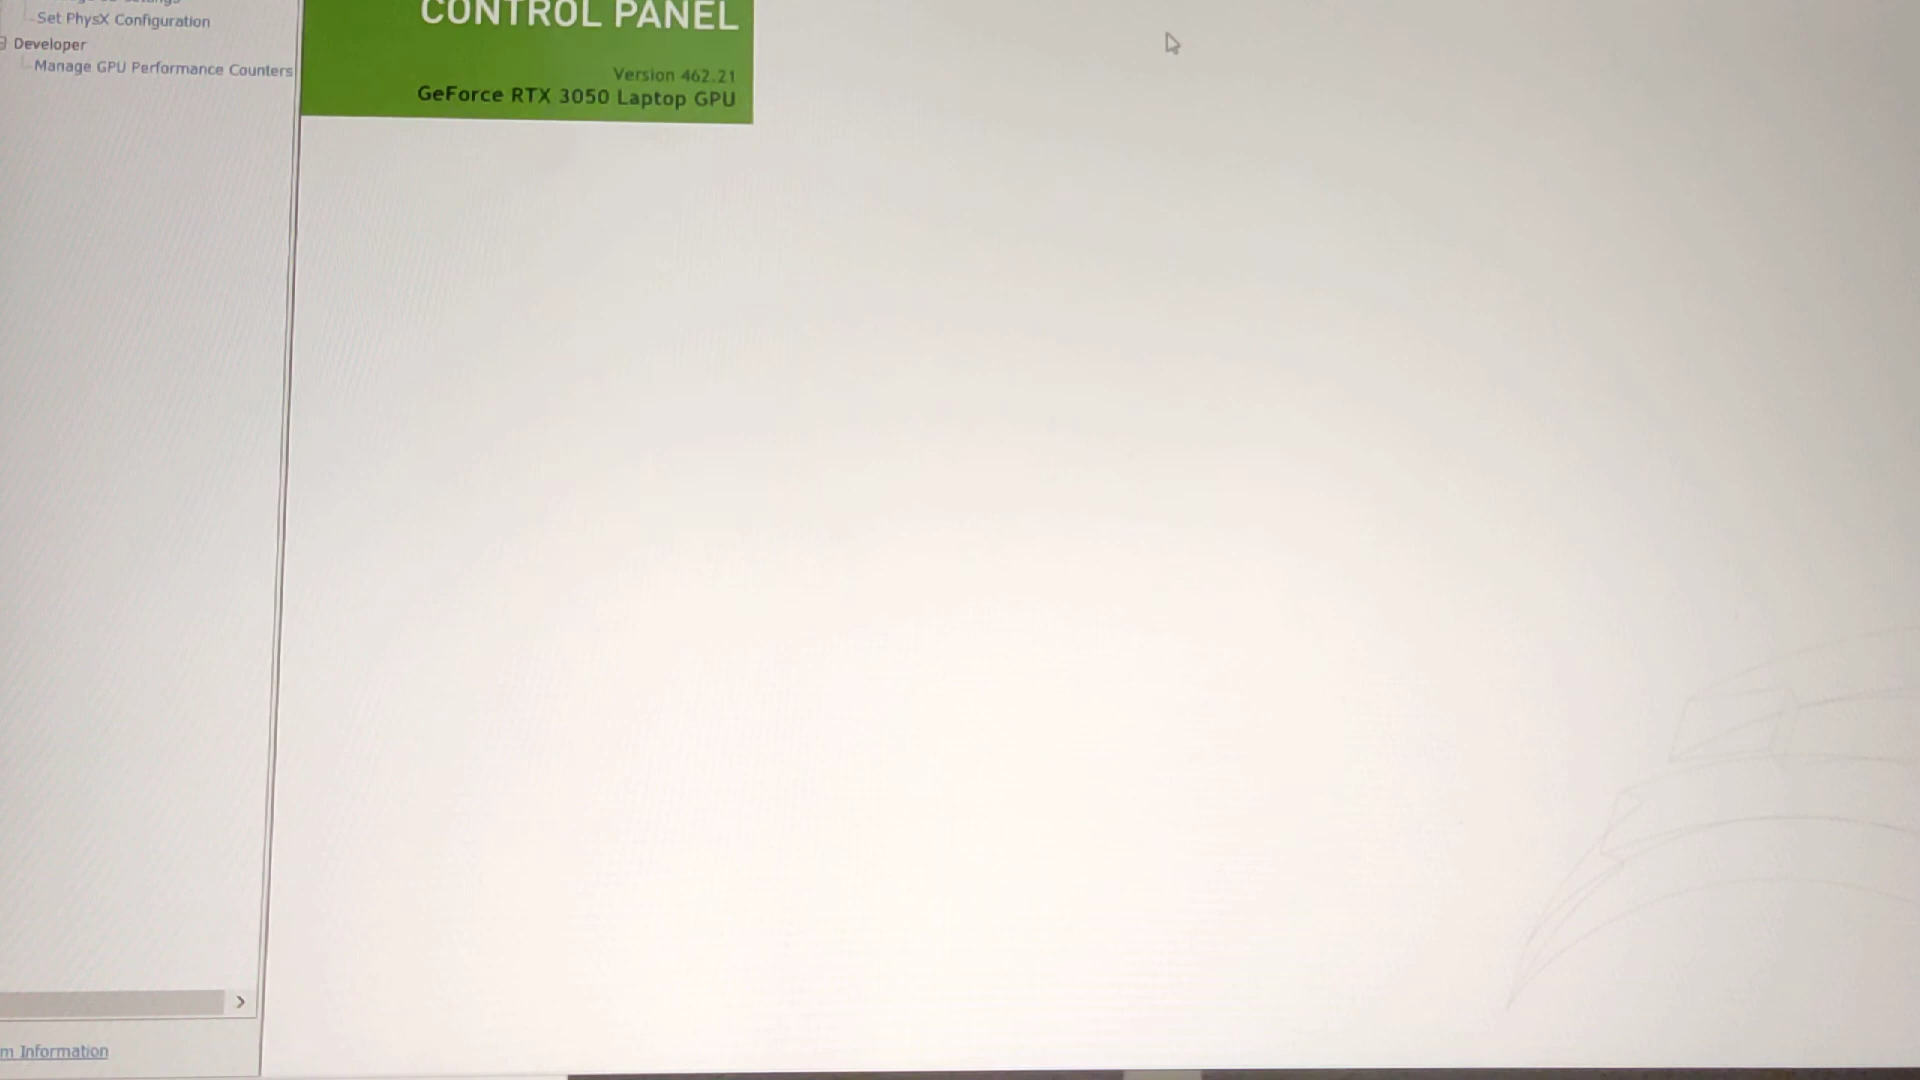 Set PhysX Configuration
Developer
Manage GPU Performance Counters
CONTROL PANEL
Version 462.21
GeForce RTX 3050 Laptop GPU
Information